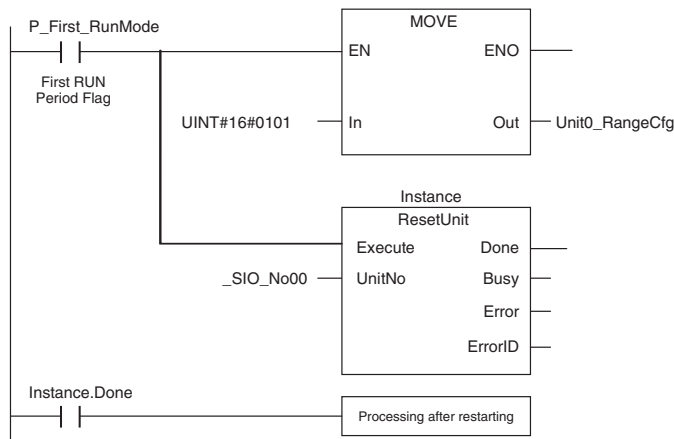 P_First_RunMode
First RUN
Period Flag
MOVE
EN
ENO
UINT#16#0101
In
Out
Unit0_RangeCfg
Instance
ResetUnit
Execute
Done
_SIO_No00
UnitNo
Busy
Error
ErrorID
Instance.Done
Processing after restarting